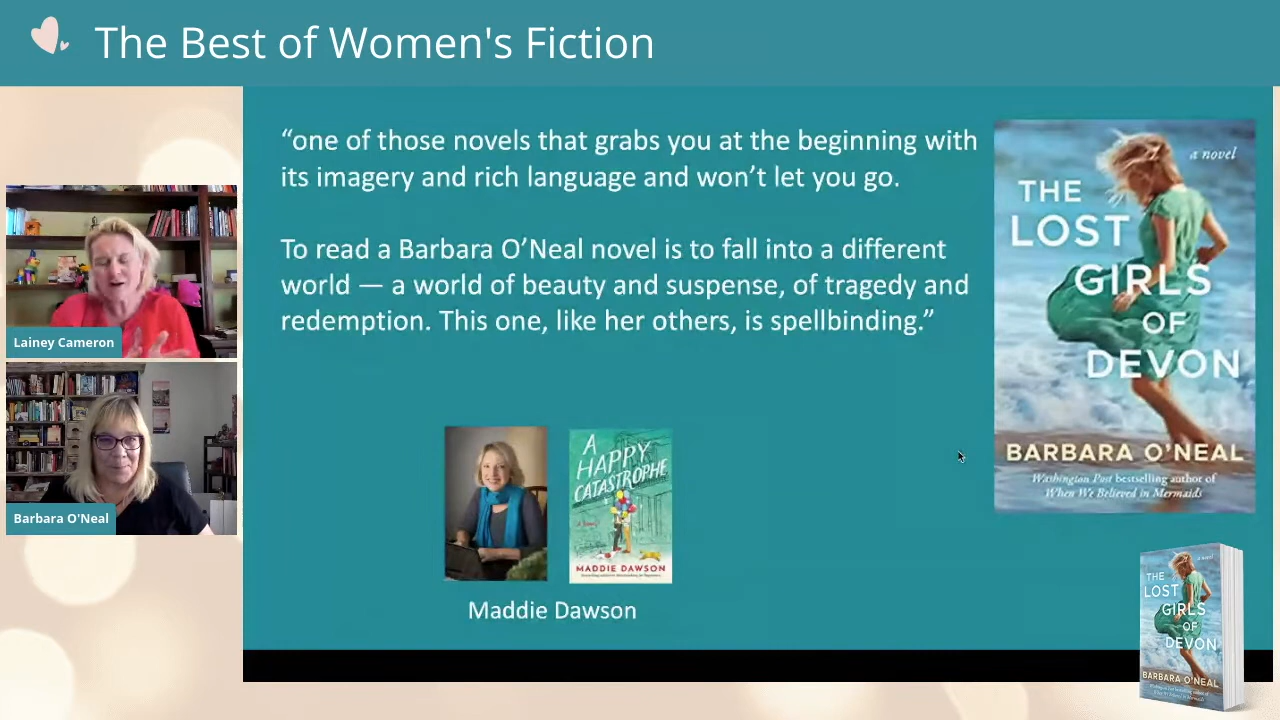 The Best of Women's Fiction
“one of those novels that grabs you at the beginning with
its imagery and rich language and won’t let you go.
To read a Barbara O’Neal novel is to fall into a different
world — a world of beauty and suspense, of tragedy and
redemption. This one, like her others, is spellbinding.”
Lainey Cameron
Barbara O'Neal
A
HAPPY
CATASTROPHE
MADDIE DAWSON
Maddie Dawson
a novel
THE
LOST
GIRLS
OF
DEVON
BARBARA O’NEAL
Washington Post bestselling author of
When We Believed in Mermaids
a novel
THE
LOST
GIRLS
OF
DEVON
BARBARA O’NEAL